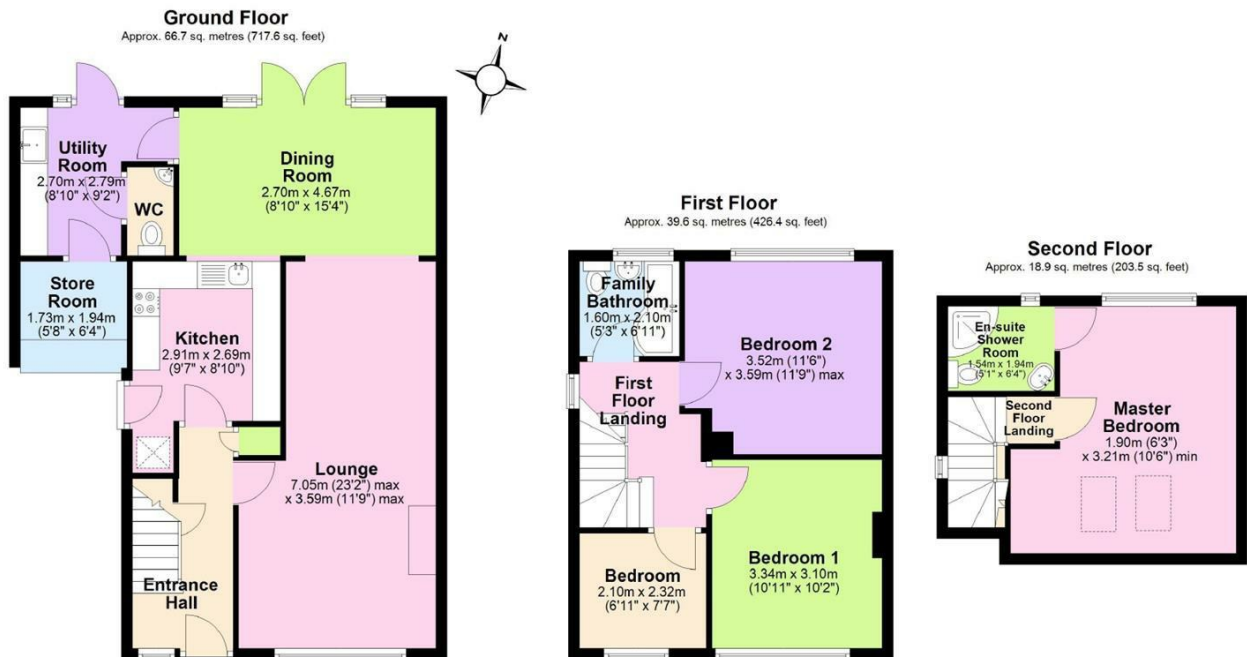 Ground Floor
Approx. 66.7 sq. metres (717.6 sq. feet)
N
Utility
Room
2.70m x 2.79m
(8'10" x 9'2")
WC
Dining
Room
2.70m x 4.67m
(8'10" x 15'4")
Store
Room
1.73m x 1.94m
(5'8" x 6'4")
Kitchen
2.91m x 2.69m
(9'7" x 8'10")
Lounge
7.05m (23'2") max
x 3.59m (11'9") max
Entrance
Hall
First Floor
Approx. 39.6 sq. metres (426.4 sq. feet)
Family
Bathroom
1.60m x 2.10m
(5'3" x 6'11")
Bedroom 2
3.52m (11'6")
x 3.59m (11'9") max
First
Floor
Landing
Bedroom
2.10m x 2.32m
(6'11" x 7'7")
Bedroom 1
3.34m x 3.10m
(10'11" x 10'2")
Second Floor
Approx. 18.9 sq. metres (203.5 sq. feet)
En-suite
Shower
Room
1.54m x 1.94m
(5'1" x 6'4")
Second
Floor
Landing
Master
Bedroom
1.90m (6'3")
x 3.21m (10'6") min